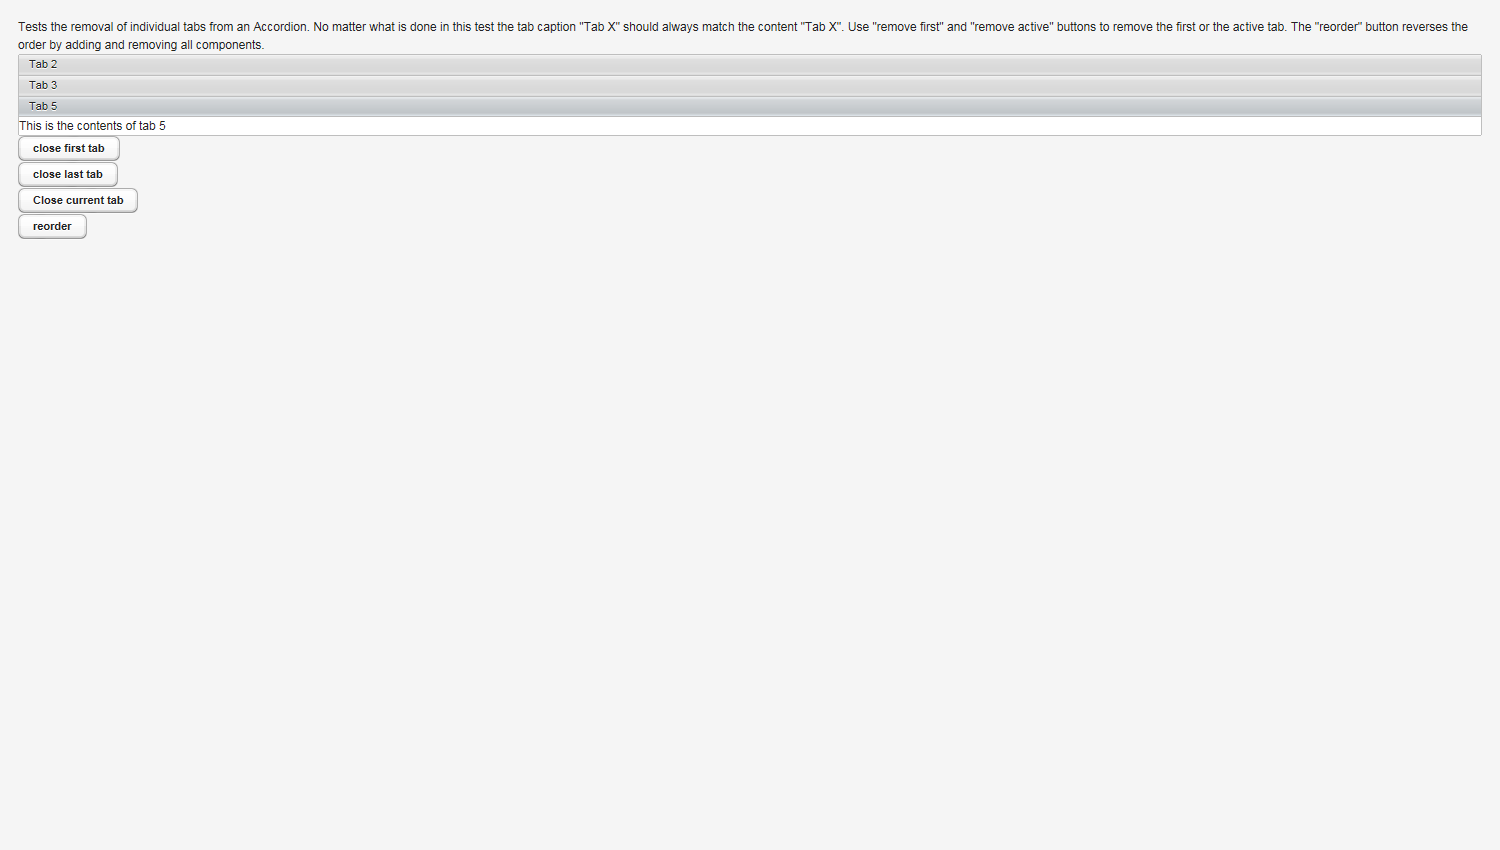 Tests the removal of individual tabs from an Accordion. No matter what is done in this test the tab caption "Tab X" should always match the content "Tab X". Use "remove first" and "remove active" buttons to remove the first or the active tab. The "reorder" button reverses the
order by adding and removing all components.
Tab 2
Tab 3
Tab 5
This is the contents of tab 5
close first tab
close last tab
Close current tab
reorder